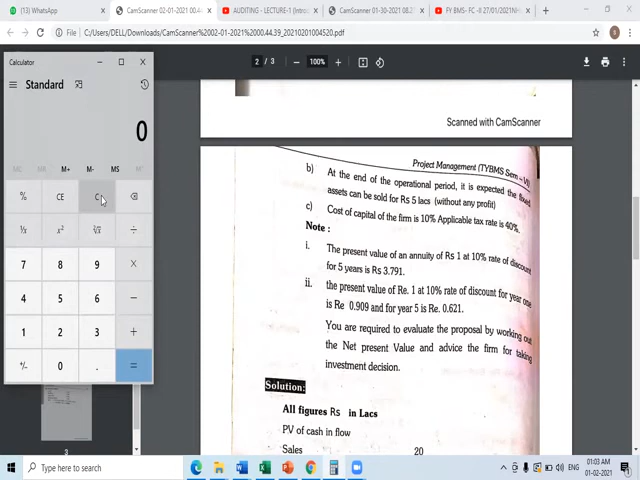 (13) WhatsApp
CamScanner 02-01-2021 00.44
AUDITING - LECTURE-1 (Introd
CamScanner 01-30-2021 08.2
FY BMS- FC -II 27/01/2021(Ind
File | C:/Users/DELL/Downloads/CamScanner%2002-01-2021%2000.44.39_20210201004520.pdf
2 / 3
100%
Calculator
Standard
0
MC MR M+ M- MS
% CE C
¹/x x² ²√x ÷
7 8 9 ×
4 5 6 −
1 2 3 +
+/- 0 . =
3
Scanned with CamScanner
Project Management (TYBMS Sem – VI)
b) At the end of the operational period, it is expected the fixed
assets can be sold for Rs 5 lacs (without any profit)
c) Cost of capital of the firm is 10% Applicable tax rate is 40%.
Note :
i. The present value of an annuity of Rs 1 at 10% rate of discount
for 5 years is Rs 3.791.
ii. the present value of Re. 1 at 10% rate of discount for year one
is Re 0.909 and for year 5 is Re 0.621.
You are required to evaluate the proposal by working out
the Net present Value and advice the firm for taking
investment decision.
Solution:
All figures Rs in Lacs
PV of cash in flow
Sales 20
Type here to search
ENG
01:03 AM
01-02-2021